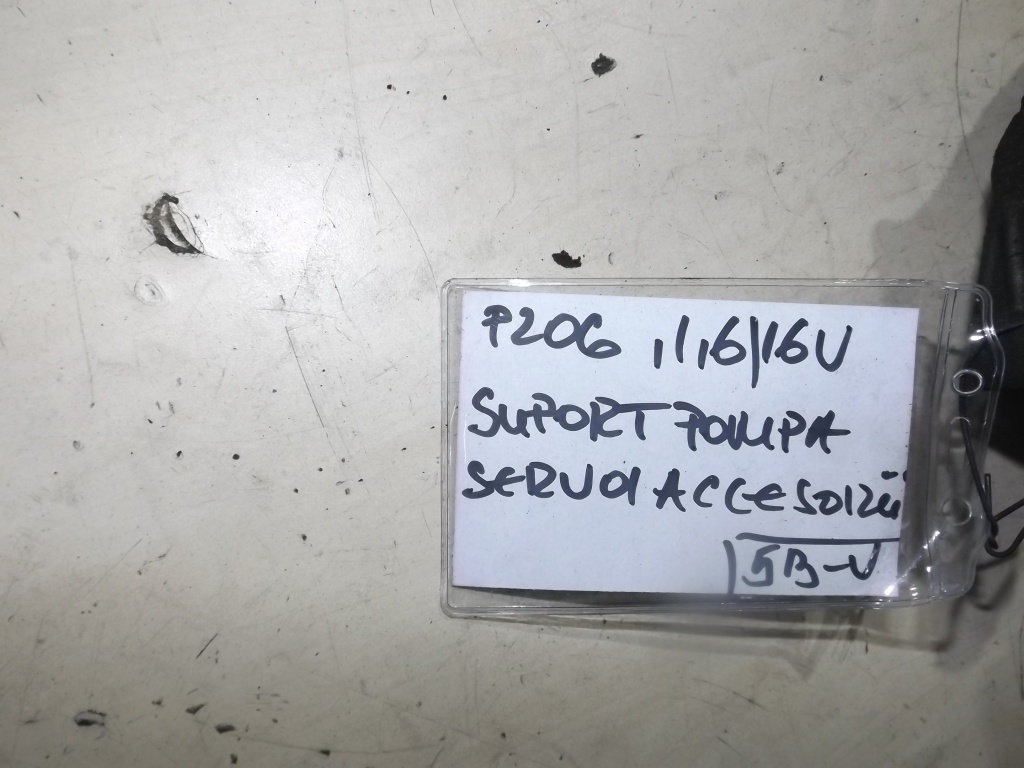 P206 , 1,6/16V
SUPORT POMPA
SERVO/ ACCESORII
5B-V